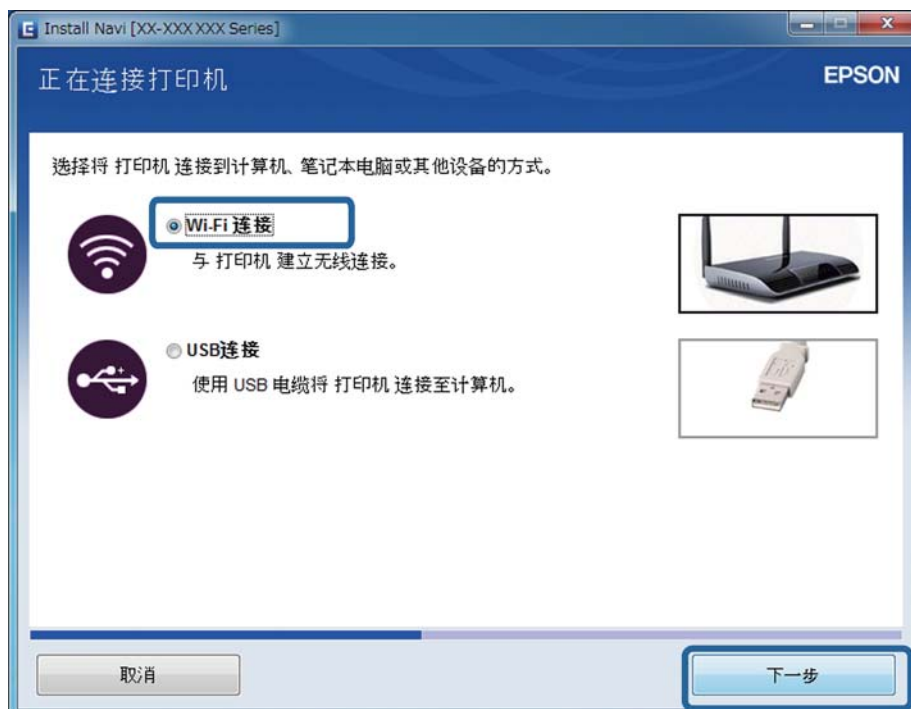 Install Navi [XX-XXX XXX Series]
正在连接打印机
EPSON
选择将 打印机 连接到计算机、笔记本电脑或其他设备的方式。
Wi-Fi 连接
与 打印机 建立无线连接。
USB连接
使用 USB 电缆将 打印机 连接至计算机。
取消
下一步